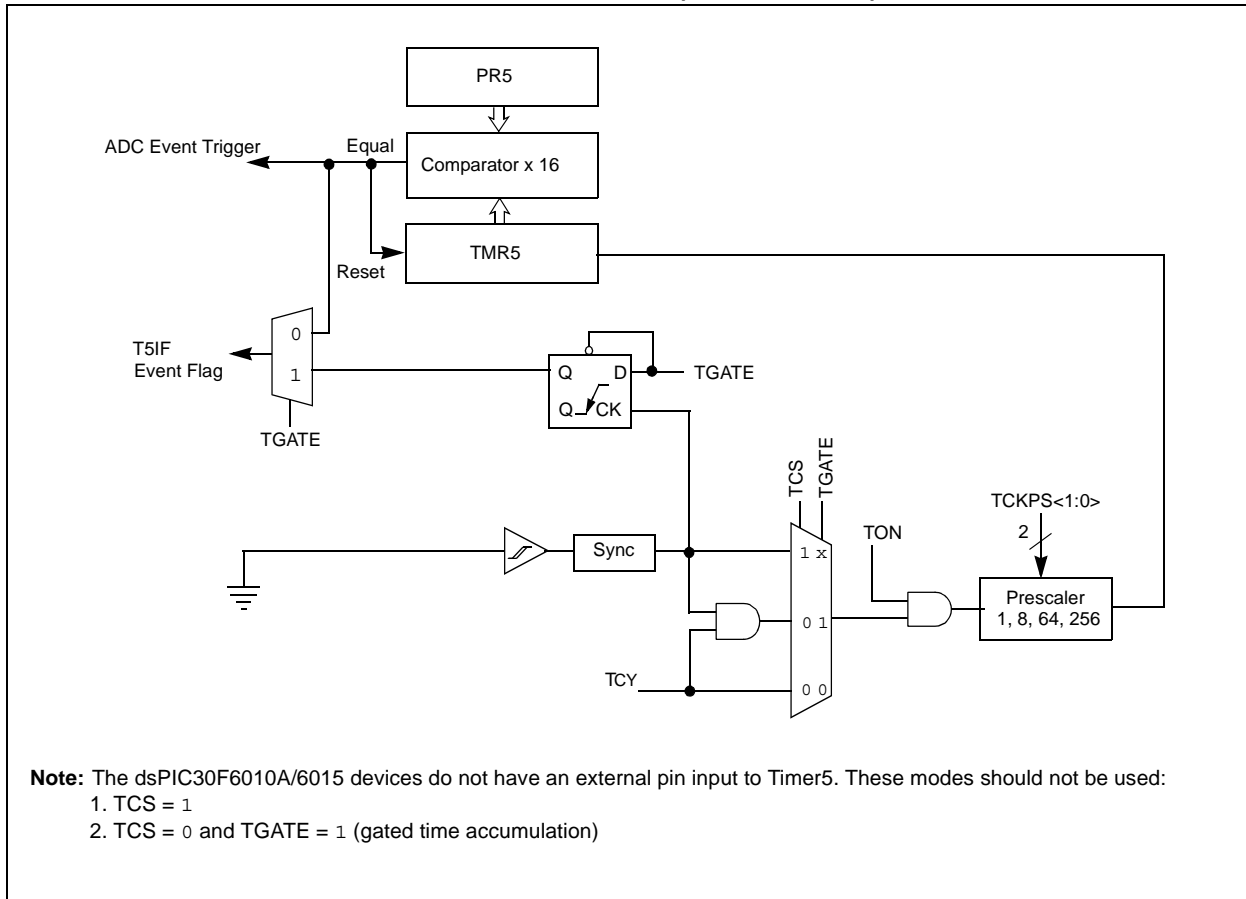 PR5
ADC Event Trigger
Equal
Comparator x 16
TMR5
Reset
0
T5IF
Event Flag
1
Q
D
TGATE
Q
CK
TGATE
TCS
TGATE
TCKPS<1:0>
2
TON
Sync
1 x
Prescaler
1, 8, 64, 256
0 1
TCY
0 0
Note: The dsPIC30F6010A/6015 devices do not have an external pin input to Timer5. These modes should not be used:
1. TCS = 1
2. TCS = 0 and TGATE = 1 (gated time accumulation)